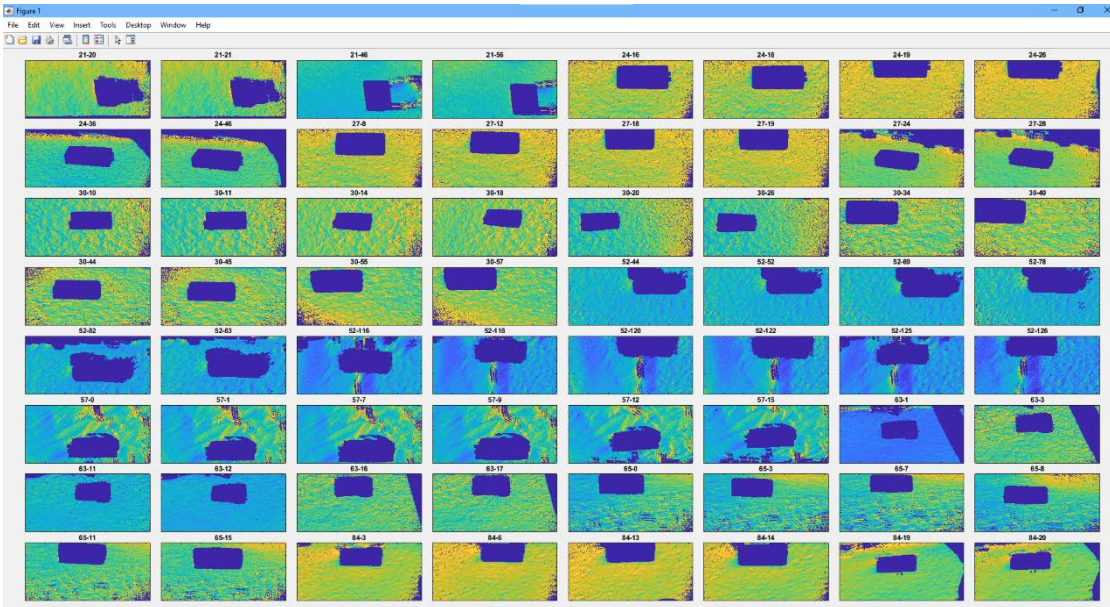 Figure 1
File Edit View Insert Tools Desktop Window Help
21-20 21-21 21-46 21-56 24-16 24-18 24-19 24-26
24-36 24-46 27-8 27-12 27-18 27-19 27-24 27-28
30-10 30-11 30-14 30-18 30-20 30-25 30-34 30-40
30-44 30-45 30-55 30-57 52-44 52-52 52-69 52-78
52-82 52-83 52-116 52-118 52-120 52-122 52-125 52-126
57-0 57-1 57-7 57-9 57-12 57-15 63-1 63-3
63-11 63-12 63-16 63-17 65-0 65-3 65-7 65-8
65-11 65-15 84-3 84-6 84-13 84-14 84-19 84-20